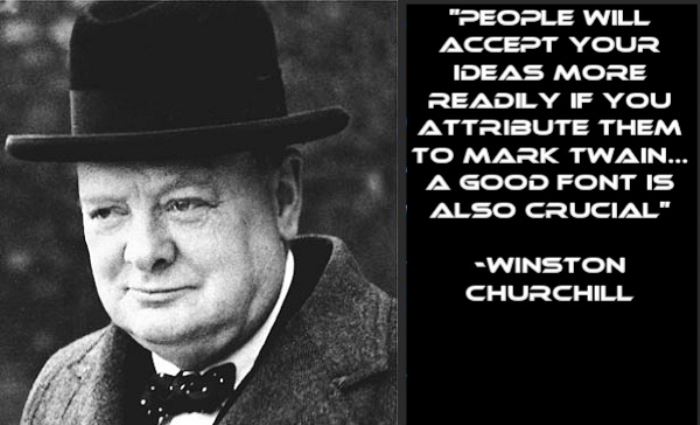 "PEOPLE WILL
ACCEPT YOUR
IDEAS MORE
READILY IF YOU
ATTRIBUTE THEM
TO MARK TWAIN...
A GOOD FONT IS
ALSO CRUCIAL"
-WINSTON
CHURCHILL